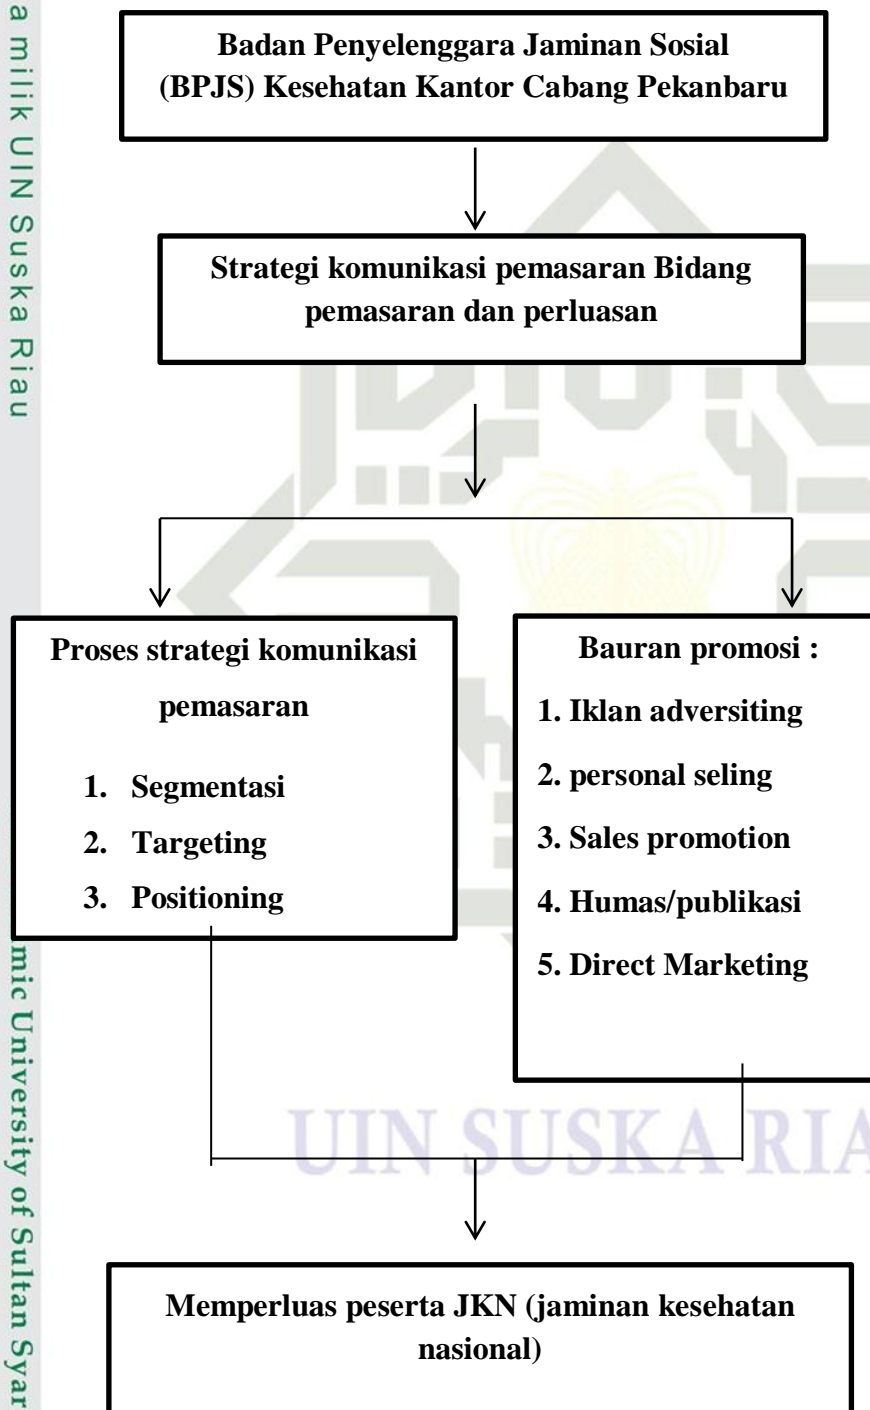 a milik UIN Suska Riau
mic University of Sultan Syar
Badan Penyelenggara Jaminan Sosial
(BPJS) Kesehatan Kantor Cabang Pekanbaru
Strategi komunikasi pemasaran Bidang
pemasaran dan perluasan
Proses strategi komunikasi
pemasaran
1. Segmentasi
2. Targeting
3. Positioning
Bauran promosi :
1. Iklan adversiting
2. personal seling
3. Sales promotion
4. Humas/publikasi
5. Direct Marketing
UIN SUSKA RIA
Memperluas peserta JKN (jaminan kesehatan
nasional)